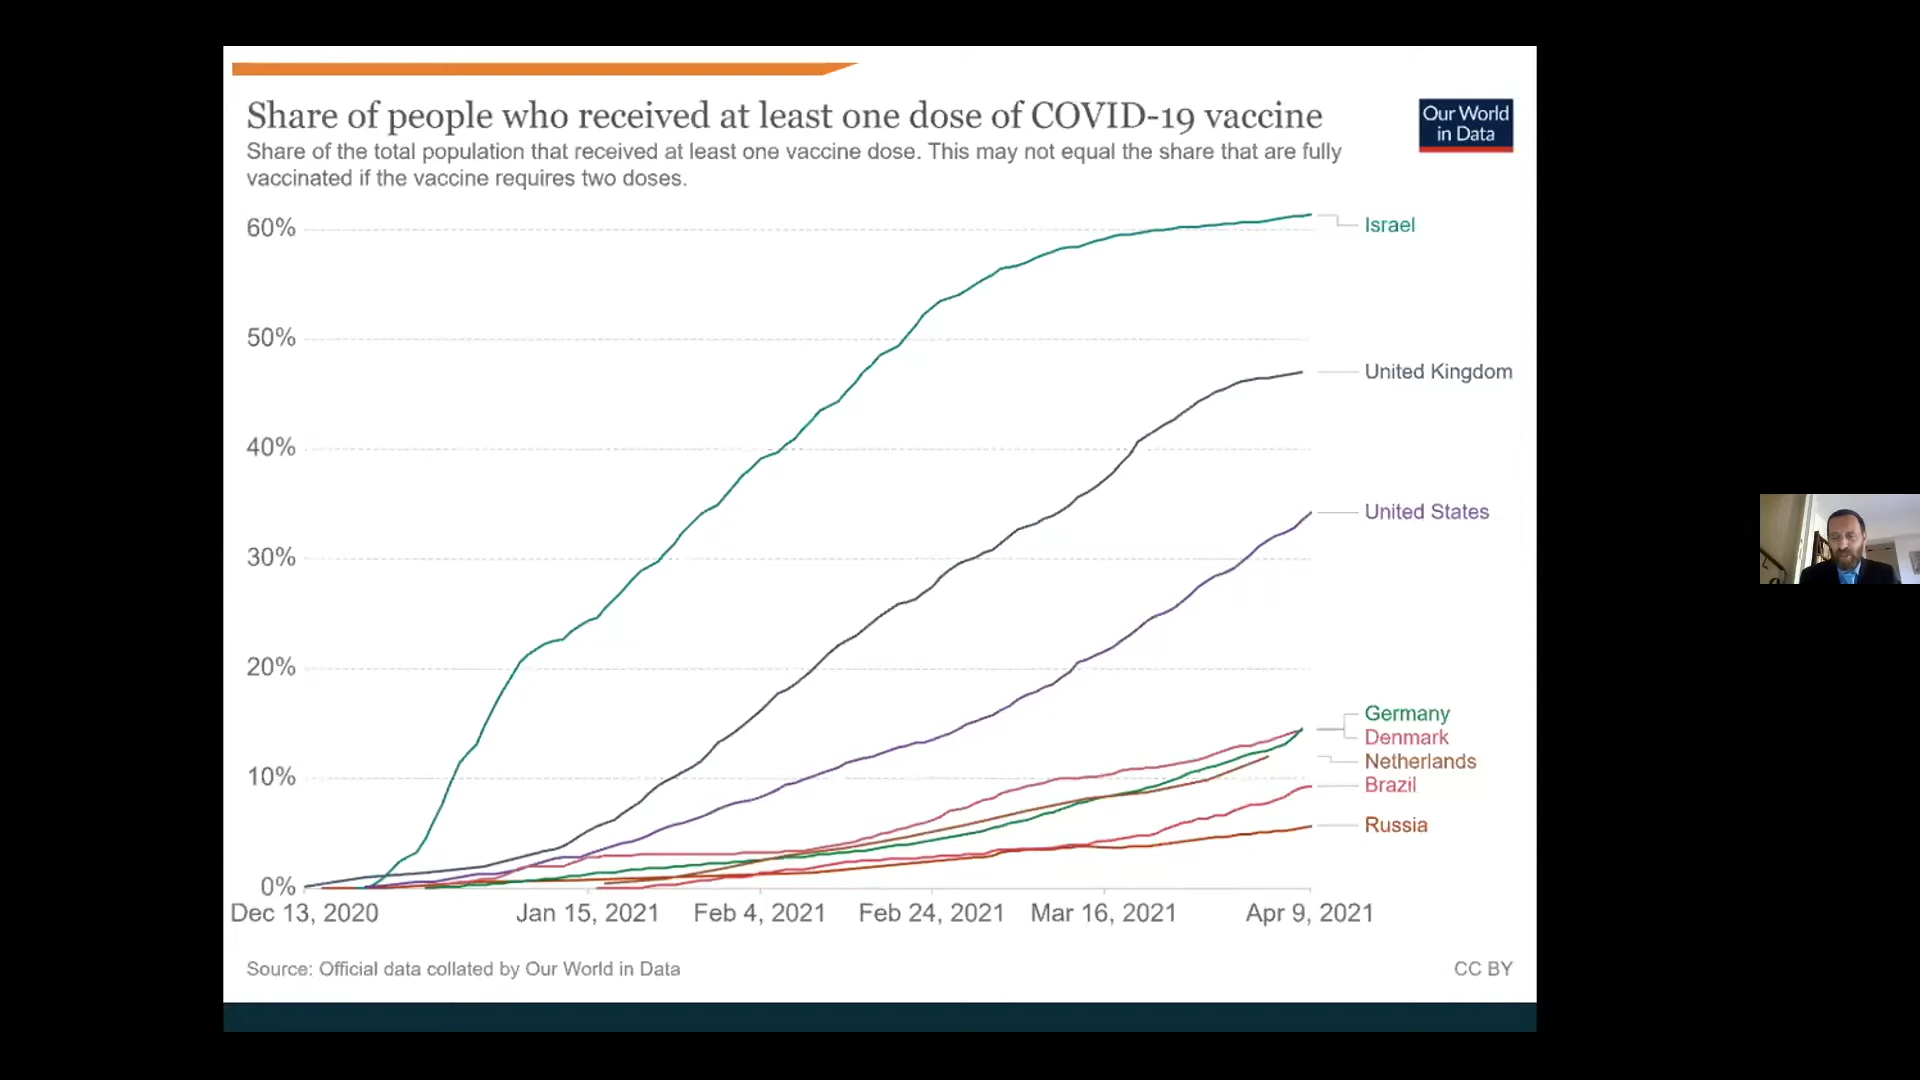 Share of people who received at least one dose of COVID-19 vaccine
Our World
in Data
Share of the total population that received at least one vaccine dose. This may not equal the share that are fully
vaccinated if the vaccine requires two doses.
60%
Israel
50%
United Kingdom
40%
United States
30%
20%
Germany
Denmark
Netherlands
10%
Brazil
Russia
0%
Dec 13, 2020
Jan 15, 2021
Feb 4, 2021
Feb 24, 2021
Mar 16, 2021
Apr 9, 2021
Source: Official data collated by Our World in Data
CC BY